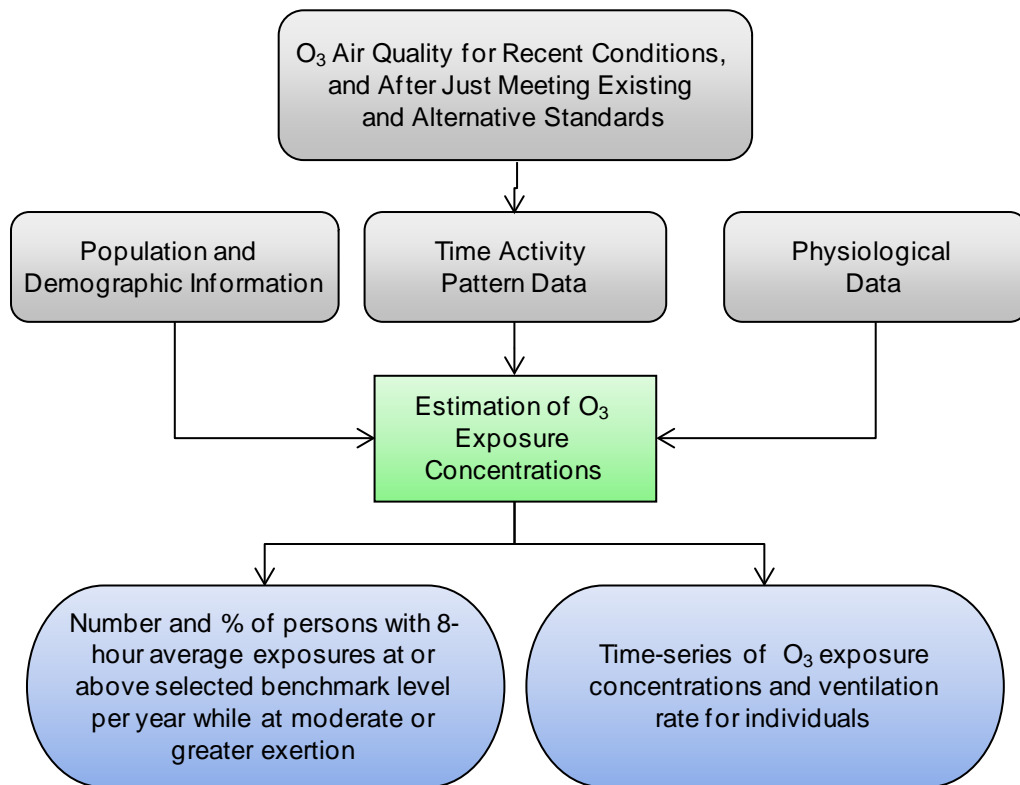 O₃ Air Quality for Recent Conditions,
and After Just Meeting Existing
and Alternative Standards
Population and
Demographic Information
Time Activity
Pattern Data
Physiological
Data
Estimation of O₃
Exposure
Concentrations
Number and % of persons with 8-
hour average exposures at or
above selected benchmark level
per year while at moderate or
greater exertion
Time-series of O₃ exposure
concentrations and ventilation
rate for individuals